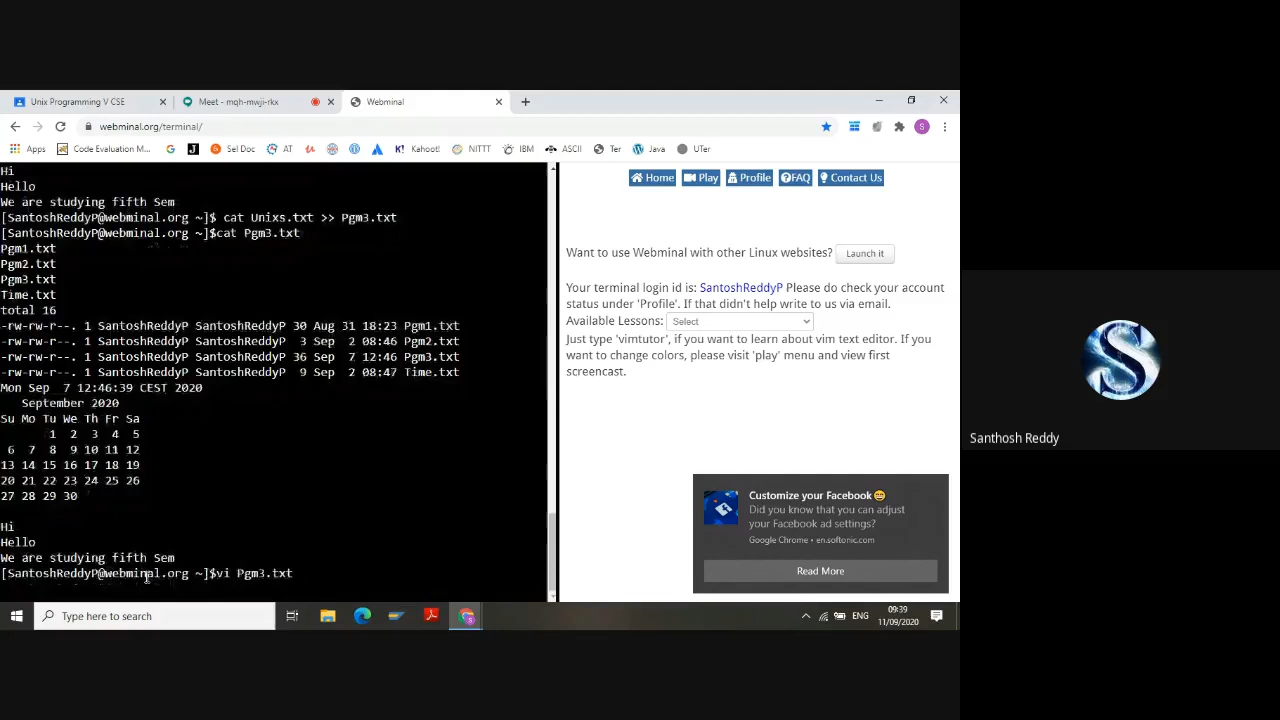 Unix Programming V CSE
Meet - mqh-mwji-rkx
Webminal
webminal.org/terminal/
S
Apps
Code Evaluation M...
G
J
Sel Doc
AT
IBM
ASCII
Ter
Java
UTer
K! Kahoot!
NITTT
Hi
Hello
We are studying fifth Sem
[SantoshReddyP@webminal.org ~]$ cat Unixs.txt >> Pgm3.txt
[SantoshReddyP@webminal.org ~]$cat Pgm3.txt
Pgm1.txt
Pgm2.txt
Pgm3.txt
Time.txt
total 16
-rw-rw-r--. 1 SantoshReddyP SantoshReddyP 30 Aug 31 18:23 Pgm1.txt
-rw-rw-r--. 1 SantoshReddyP SantoshReddyP  3 Sep  2 08:46 Pgm2.txt
-rw-rw-r--. 1 SantoshReddyP SantoshReddyP 36 Sep  7 12:46 Pgm3.txt
-rw-rw-r--. 1 SantoshReddyP SantoshReddyP  9 Sep  2 08:47 Time.txt
Mon Sep  7 12:46:39 CEST 2020
September 2020
Su Mo Tu We Th Fr Sa
1  2  3  4  5
6  7  8  9 10 11 12
13 14 15 16 17 18 19
20 21 22 23 24 25 26
27 28 29 30
Hi
Hello
We are studying fifth Sem
[SantoshReddyP@webminal.org ~]$vi Pgm3.txt
Home
Play
Profile
FAQ
Contact Us
Want to use Webminal with other Linux websites? Launch it
Your terminal login id is: SantoshReddyP Please do check your account
status under 'Profile'. If that didn't help write to us via email.
Available Lessons: Select
Just type 'vimtutor', if you want to learn about vim text editor. If you
want to change colors, please visit 'play' menu and view first
screencast.
Customize your Facebook 😄
Did you know that you can adjust
your Facebook ad settings?
Google Chrome • en.softonic.com
Read More
Type here to search
ENG
09:39
11/09/2020
S
Santhosh Reddy